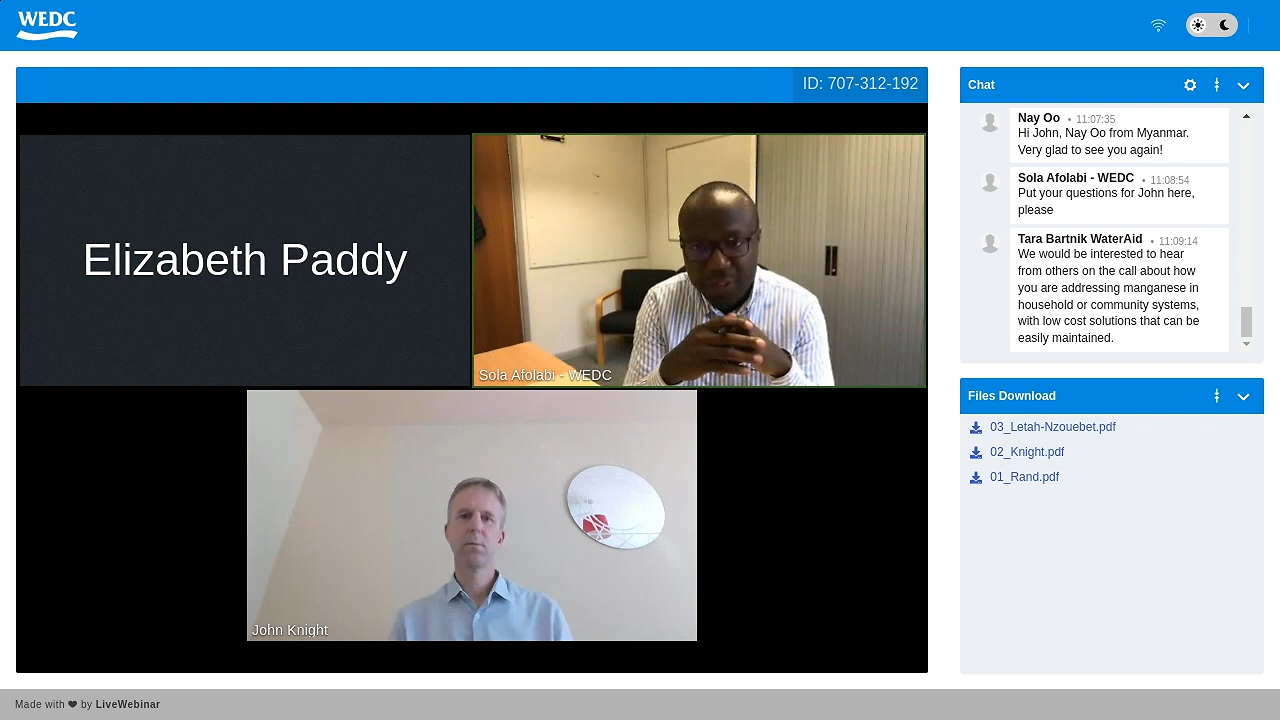 WEDC
ID: 707-312-192
Elizabeth Paddy
Sola Afolabi - WEDC
John Knight
Chat
Nay Oo • 11:07:35
Hi John, Nay Oo from Myanmar.
Very glad to see you again!
Sola Afolabi - WEDC • 11:08:54
Put your questions for John here,
please
Tara Bartnik WaterAid • 11:09:14
We would be interested to hear
from others on the call about how
you are addressing manganese in
household or community systems,
with low cost solutions that can be
easily maintained.
Files Download
03_Letah-Nzouebet.pdf
02_Knight.pdf
01_Rand.pdf
Made with ❤ by LiveWebinar